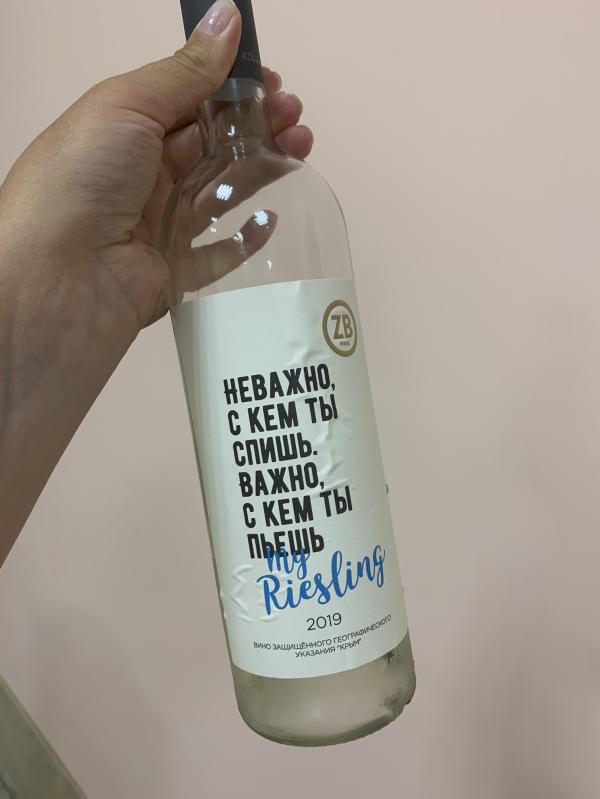 ZB
WINE
НЕВАЖНО,
С КЕМ ТЫ
СПИШЬ.
ВАЖНО,
С КЕМ ТЫ
ПЬЕШЬ
my
Riesling
2019
ВИНО ЗАЩИЩЁННОГО ГЕОГРАФИЧЕСКОГО
УКАЗАНИЯ "КРЫМ"